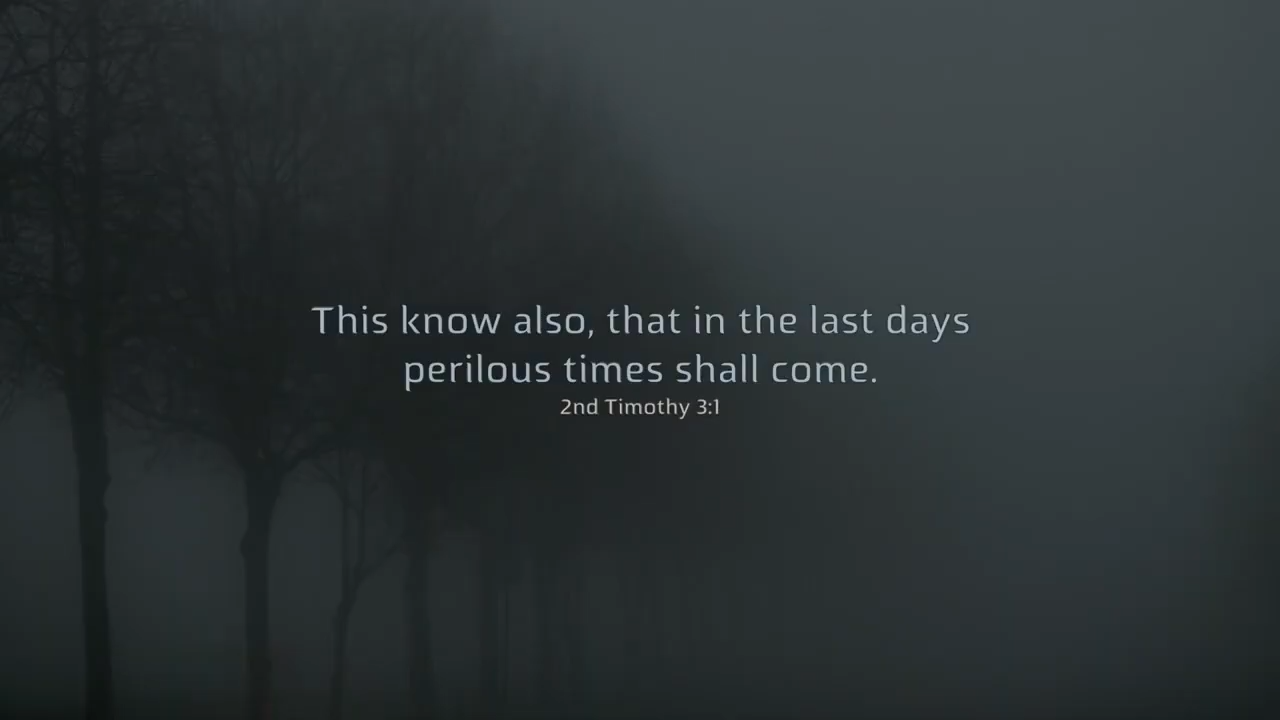 This know also, that in the last days
perilous times shall come.
2nd Timothy 3:1